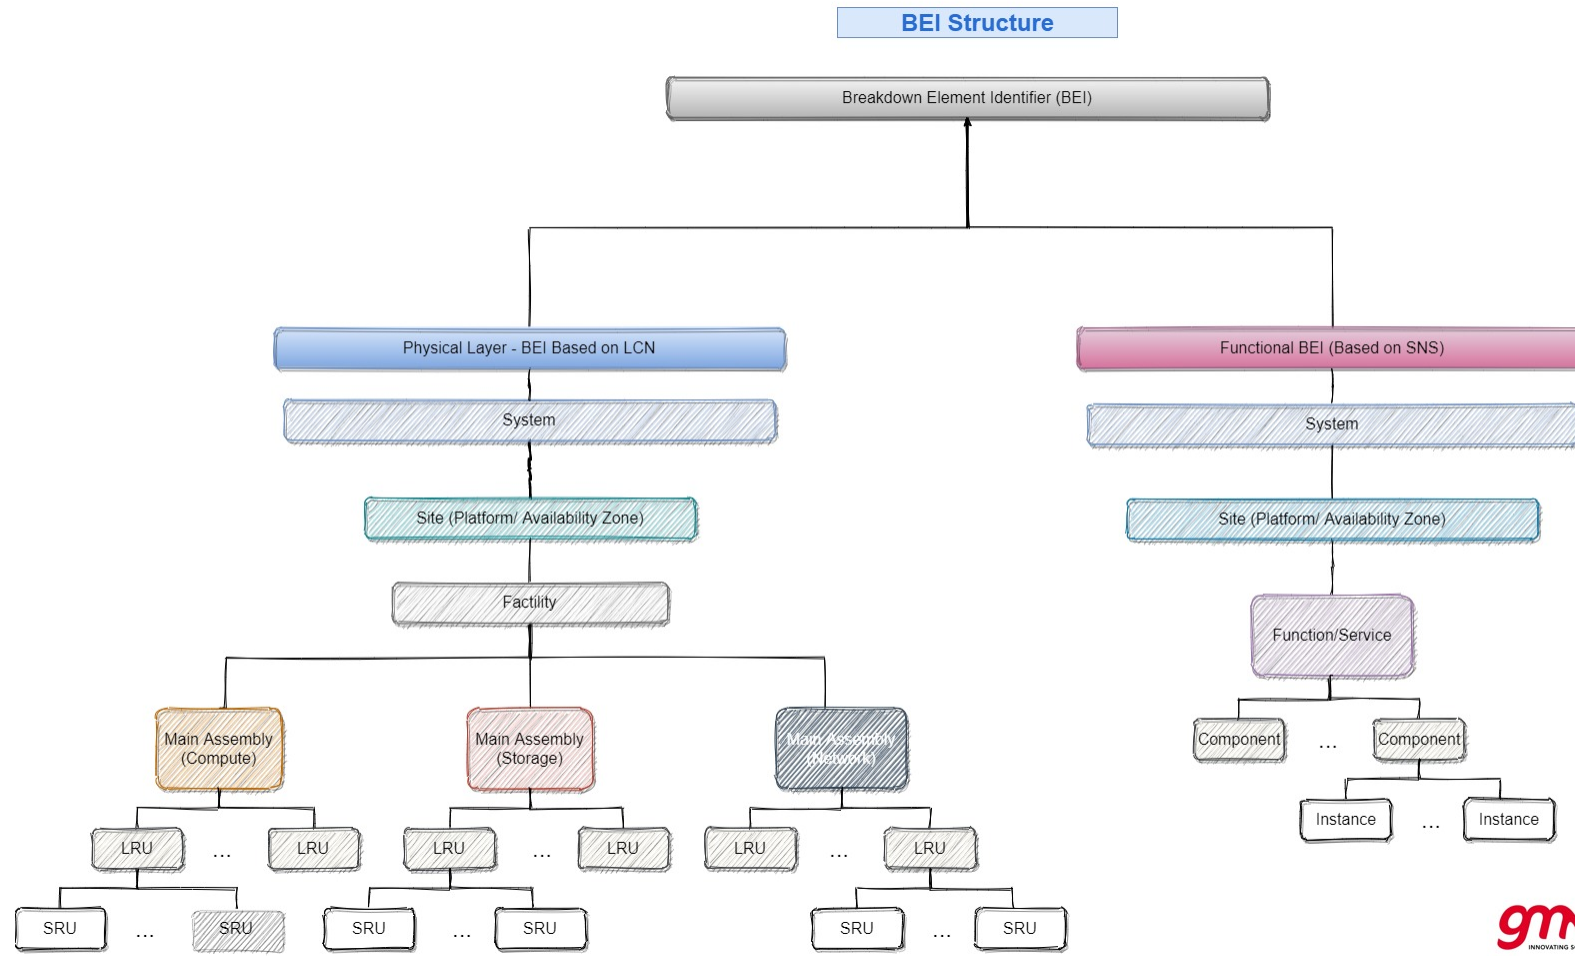 BEI Structure
Breakdown Element Identifier (BEI)
Physical Layer - BEI Based on LCN
Functional BEI (Based on SNS)
System
System
Site (Platform/ Availability Zone)
Site (Platform/ Availability Zone)
Factility
Function/Service
Main Assembly
(Compute)
Main Assembly
(Storage)
Main Assembly
(Network)
Component
...
Component
Instance
...
Instance
LRU
...
LRU
LRU
...
LRU
LRU
...
LRU
SRU
...
SRU
SRU
...
SRU
SRU
...
SRU
INNOVATING